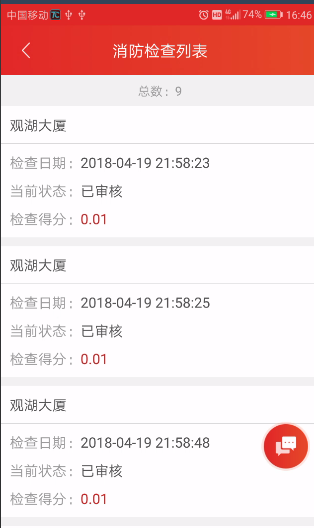 中国移动 HD 4G 74% 16:46
消防检查列表
总数：9
观湖大厦
检查日期：2018-04-19 21:58:23
当前状态：已审核
检查得分：0.01
观湖大厦
检查日期：2018-04-19 21:58:25
当前状态：已审核
检查得分：0.01
观湖大厦
检查日期：2018-04-19 21:58:48
当前状态：已审核
检查得分：0.01